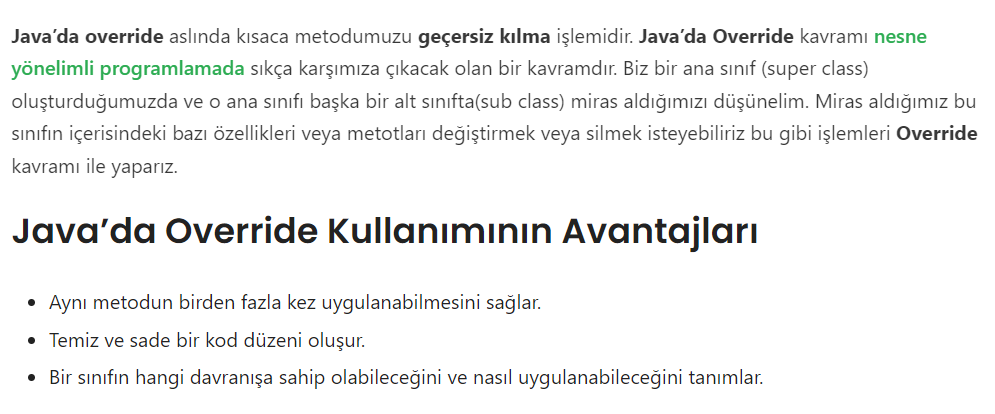 Java’da override aslında kısaca metodumuzu geçersiz kılma işlemidir. Java’da Override kavramı nesne
yönelimli programlamada sıkça karşımıza çıkacak olan bir kavramdır. Biz bir ana sınıf (super class)
oluşturduğumuzda ve o ana sınıfı başka bir alt sınıfta(sub class) miras aldığımızı düşünelim. Miras aldığımız bu
sınıfın içerisindeki bazı özellikleri veya metotları değiştirmek veya silmek isteyebiliriz bu gibi işlemleri Override
kavramı ile yaparız.
Java’da Override Kullanımının Avantajları
• Aynı metodun birden fazla kez uygulanabilmesini sağlar.
• Temiz ve sade bir kod düzeni oluşur.
• Bir sınıfın hangi davranışa sahip olabileceğini ve nasıl uygulanabileceğini tanımlar.